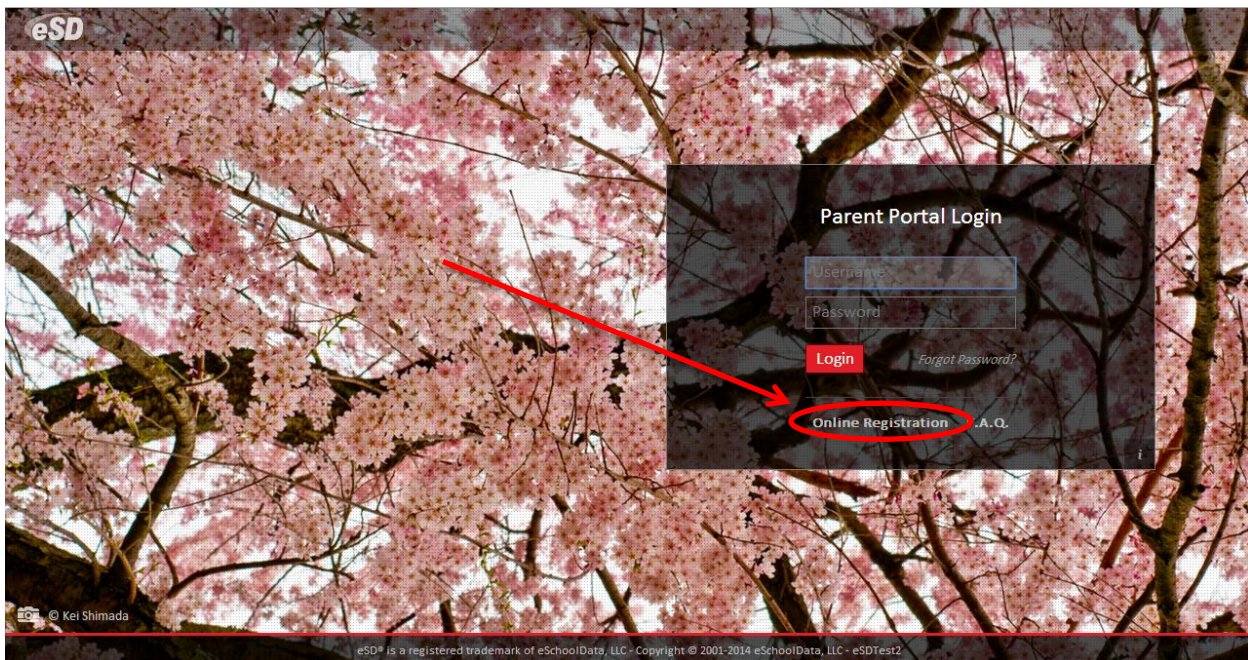 eSD
Parent Portal Login
Username
Password
Login Forgot Password?
Online Registration .A.Q.
i
© Kei Shimada
eSD® is a registered trademark of eSchoolData, LLC - Copyright © 2001-2014 eSchoolData, LLC - eSDTest2